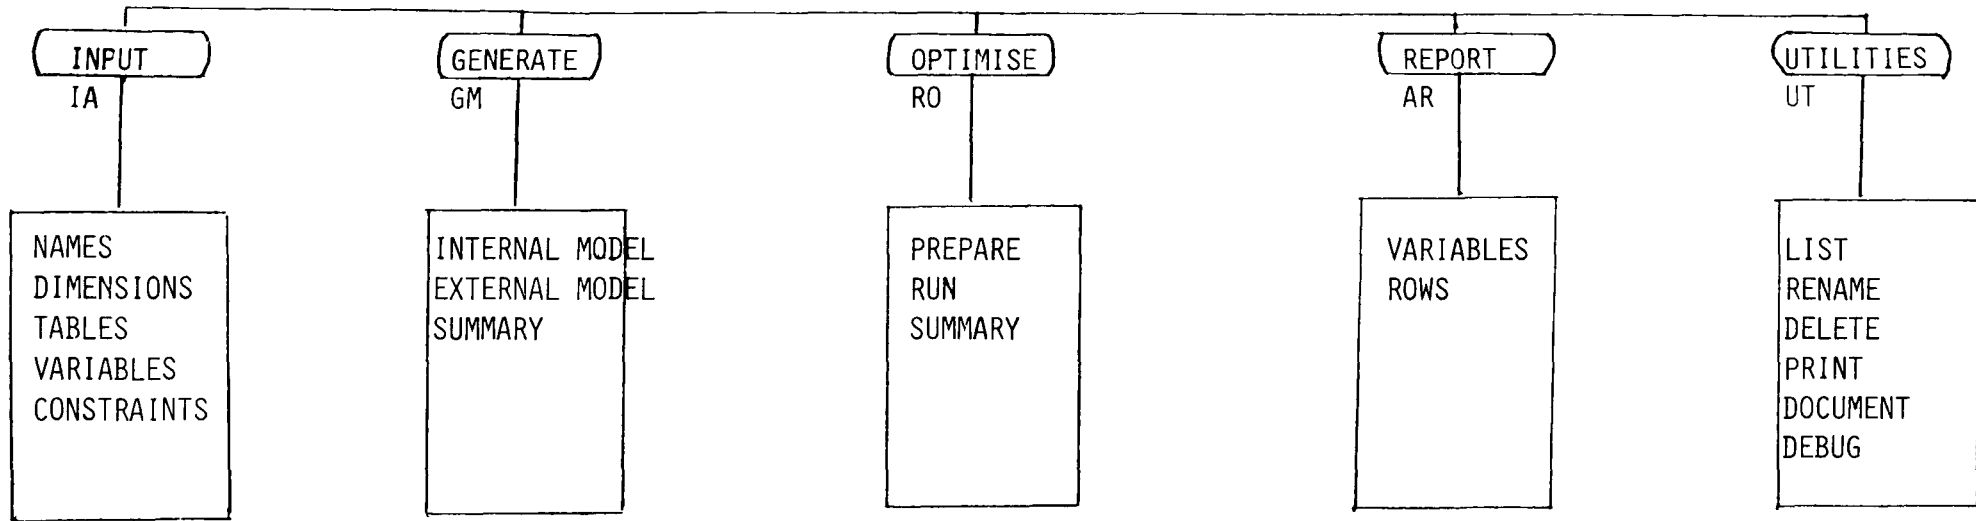 INPUT
IA
NAMES
DIMENSIONS
TABLES
VARIABLES
CONSTRAINTS
GENERATE
GM
INTERNAL MODEL
EXTERNAL MODEL
SUMMARY
OPTIMISE
RO
PREPARE
RUN
SUMMARY
REPORT
AR
VARIABLES
ROWS
UTILITIES
UT
LIST
RENAME
DELETE
PRINT
DOCUMENT
DEBUG